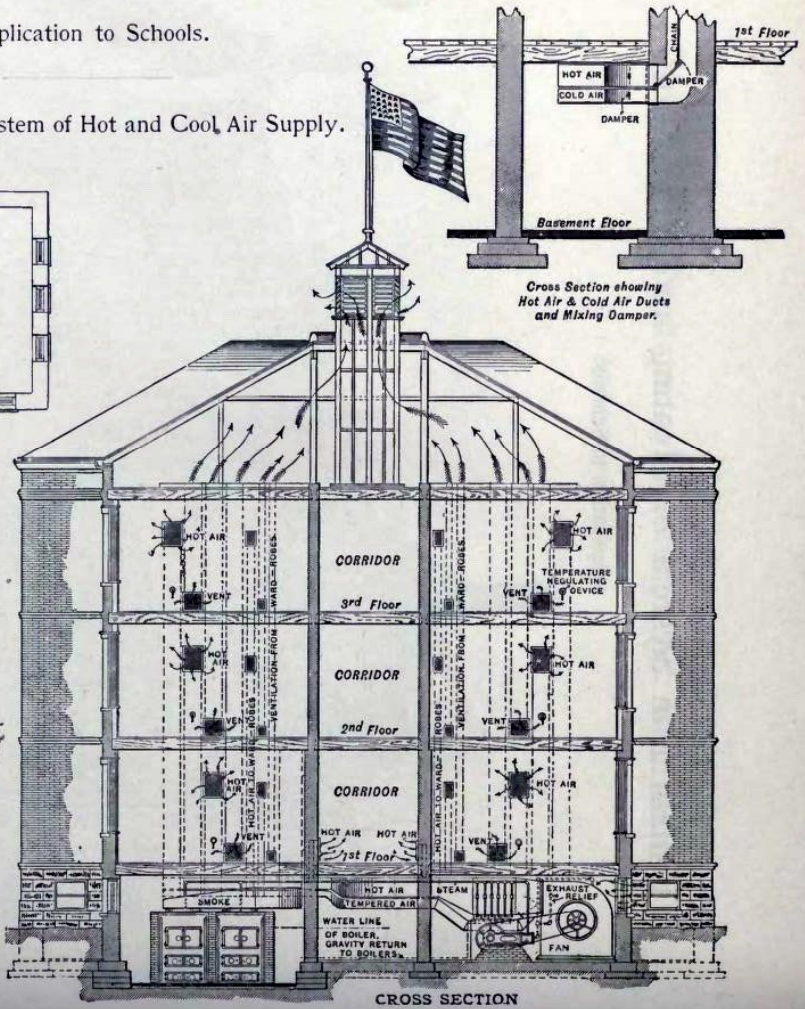 plication to Schools.
stem of Hot and Cool Air Supply.
CHAIN
1st Floor
HOT AIR
COLD AIR
DAMPER
DAMPER
Basement Floor
Cross Section showing
Hot Air & Cold Air Ducts
and Mixing Damper.
HOT AIR
VENT
VENTILATION FROM WARD-ROBES
CORRIDOR
3rd Floor
WARD-ROBES
HOT AIR
TEMPERATURE
REGULATING
DEVICE
VENT
HOT
AIR
VENT
CORRIDOR
2nd Floor
VENTILATION FROM
HOT AIR
VENT
HOT
AIR
VENT
HOT AIR TO WARD-ROBES
CORRIDOR
HOT AIR
HOT AIR
1st Floor
HOT AIR TO WARD-ROBES
HOT AIR
VENT
SMOKE
HOT AIR
TEMPERED AIR
STEAM
EXHAUST
RELIEF
FAN
WATER LINE
OF BOILER,
GRAVITY RETURN
TO BOILERS
CROSS SECTION